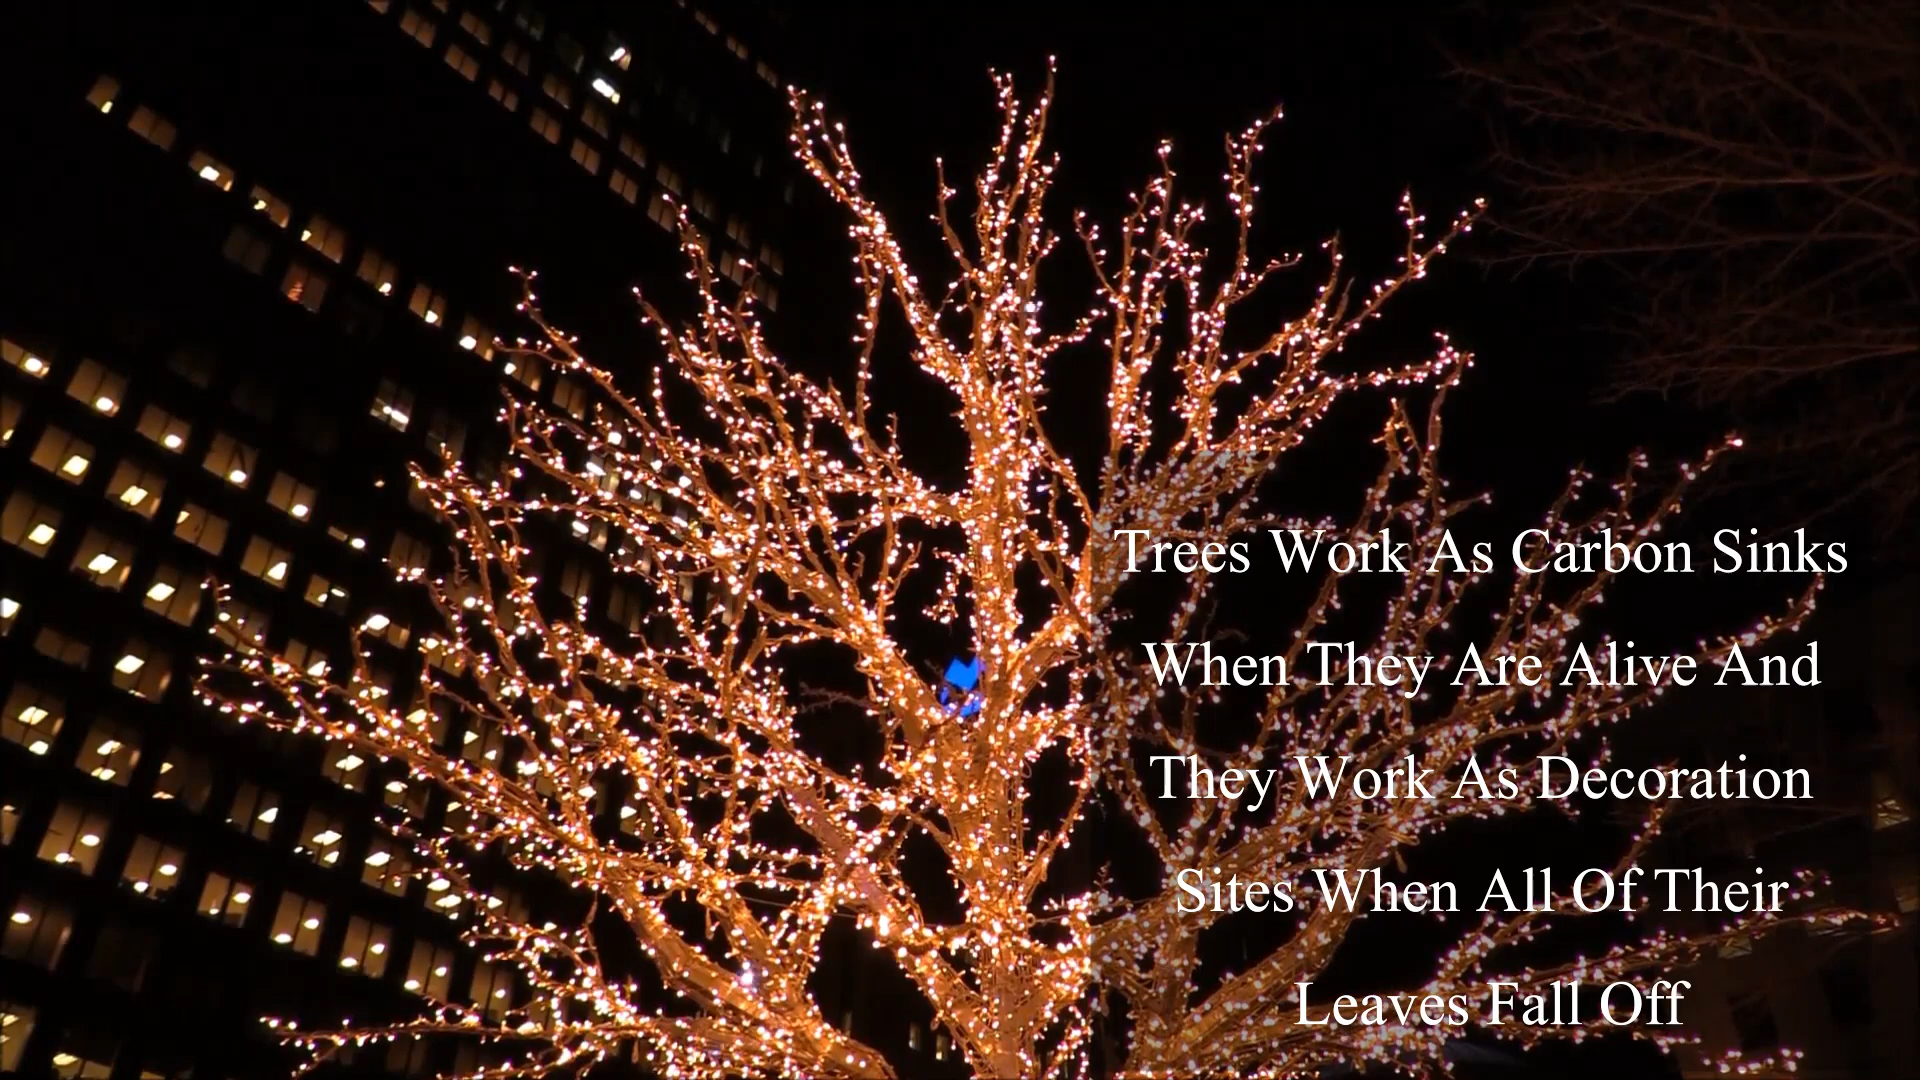 Trees Work As Carbon Sinks
When They Are Alive And
They Work As Decoration
Sites When All Of Their
Leaves Fall Off